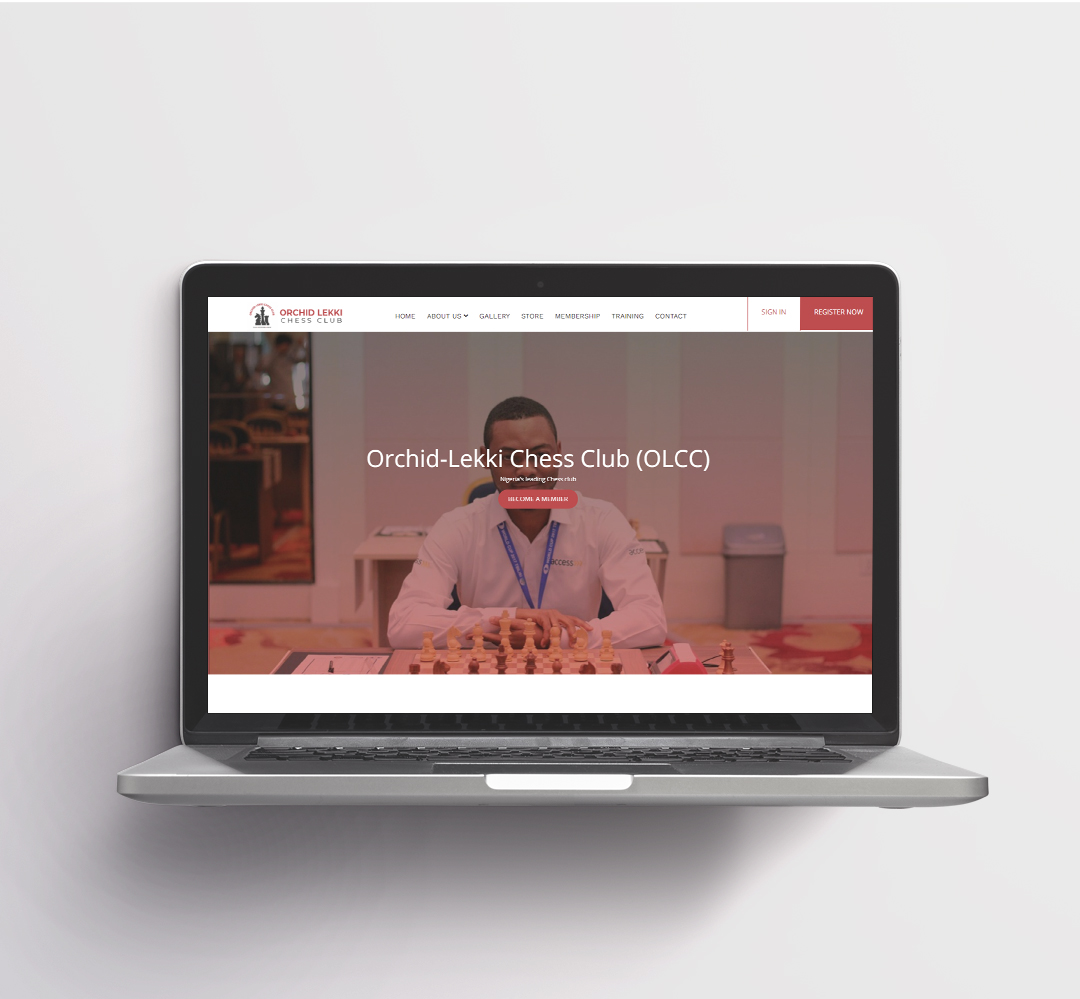 ORCHID LEKKI
CHESS CLUB
HOME ABOUT US GALLERY STORE MEMBERSHIP TRAINING CONTACT
SIGN IN
REGISTER NOW
Orchid-Lekki Chess Club (OLCC)
Nigeria's leading Chess club
BECOME A MEMBER
access